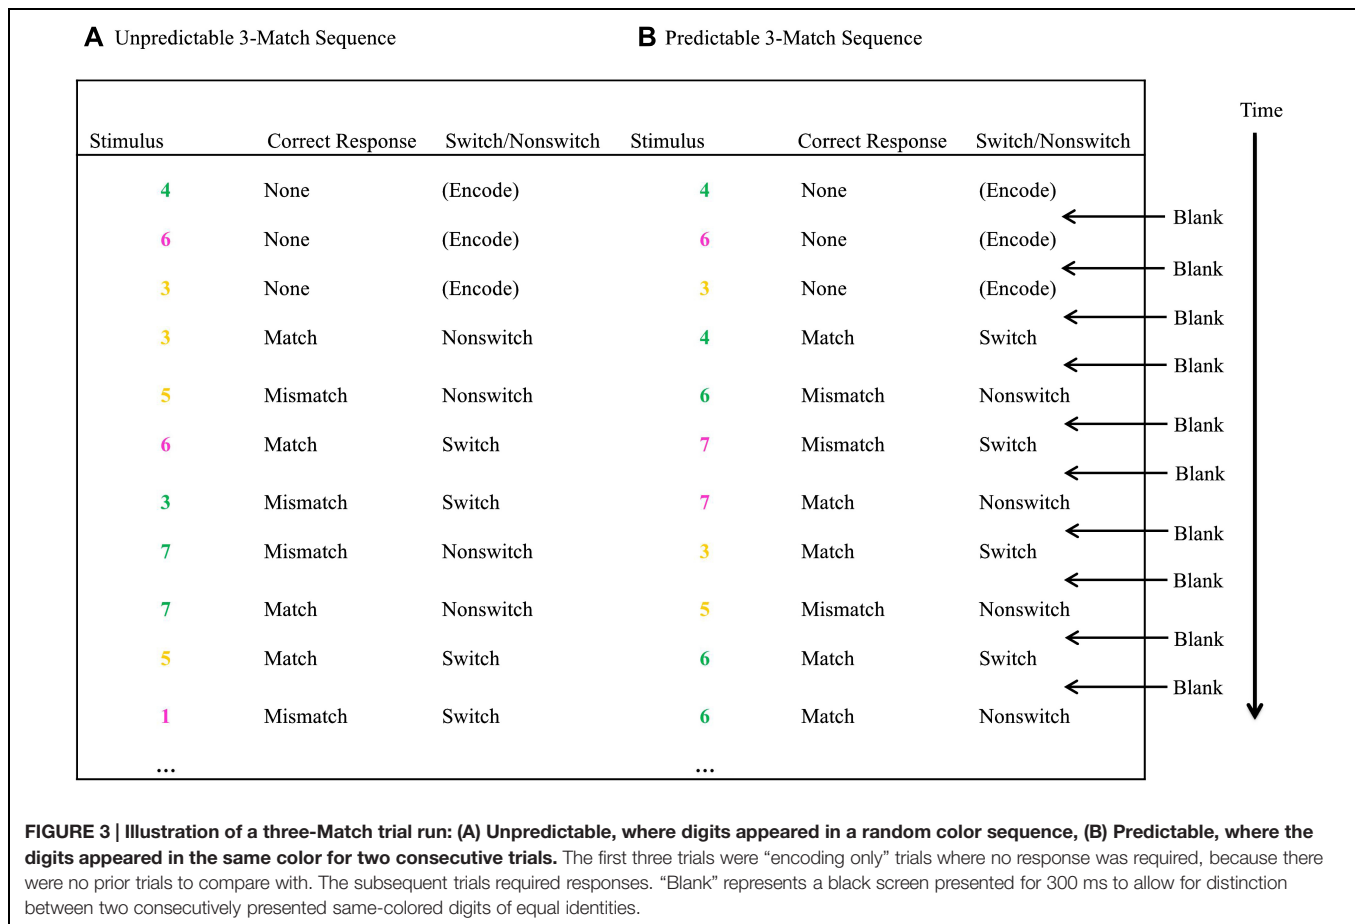 A Unpredictable 3-Match Sequence B Predictable 3-Match Sequence
Time
Stimulus Correct Response Switch/Nonswitch Stimulus Correct Response Switch/Nonswitch
4 None (Encode) 4 None (Encode)
Blank
6 None (Encode) 6 None (Encode)
Blank
3 None (Encode) 3 None (Encode)
Blank
3 Match Nonswitch 4 Match Switch
Blank
5 Mismatch Nonswitch 6 Mismatch Nonswitch
Blank
6 Match Switch 7 Mismatch Switch
Blank
3 Mismatch Switch 7 Match Nonswitch
Blank
7 Mismatch Nonswitch 3 Match Switch
Blank
7 Match Nonswitch 5 Mismatch Nonswitch
Blank
5 Match Switch 6 Match Switch
Blank
1 Mismatch Switch 6 Match Nonswitch
... ...
FIGURE 3 | Illustration of a three-Match trial run: (A) Unpredictable, where digits appeared in a random color sequence, (B) Predictable, where the
digits appeared in the same color for two consecutive trials. The first three trials were “encoding only” trials where no response was required, because there
were no prior trials to compare with. The subsequent trials required responses. “Blank” represents a black screen presented for 300 ms to allow for distinction
between two consecutively presented same-colored digits of equal identities.